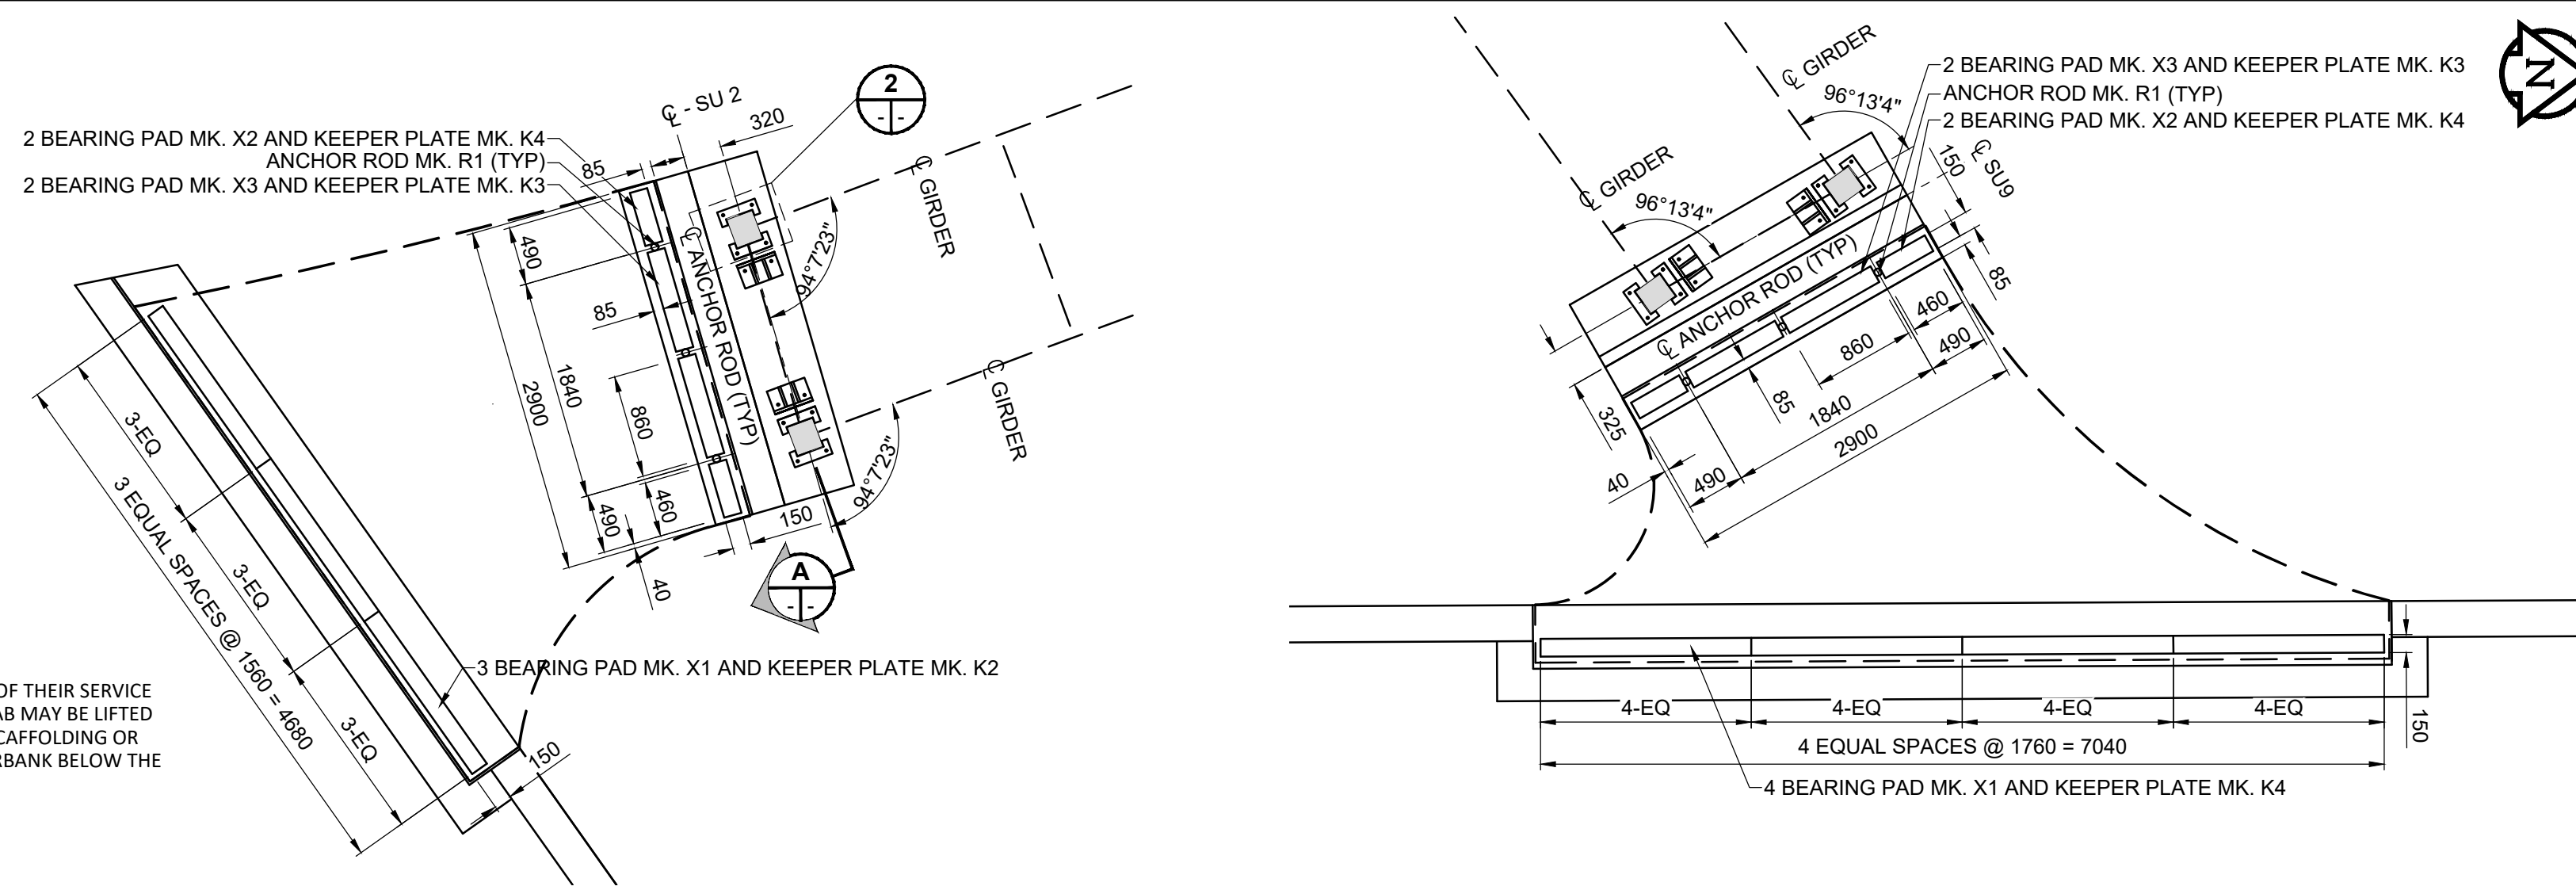 2 BEARING PAD MK. X2 AND KEEPER PLATE MK. K4
ANCHOR ROD MK. R1 (TYP)
2 BEARING PAD MK. X3 AND KEEPER PLATE MK. K3
℄ - SU 2
320
2
- -
85
490
85
1840
2900
860
490
460
40
150
℄ ANCHOR ROD (TYP)
94°7'23"
94°7'23"
℄ GIRDER
℄ GIRDER
A
- -
3-EQ
3-EQ
3-EQ
3 EQUAL SPACES @ 1560 = 4680
150
3 BEARING PAD MK. X1 AND KEEPER PLATE MK. K2
OF THEIR SERVICE
AB MAY BE LIFTED
CAFFOLDING OR
RBANK BELOW THE
℄ GIRDER
℄ GIRDER
96°13'4"
96°13'4"
2 BEARING PAD MK. X3 AND KEEPER PLATE MK. K3
ANCHOR ROD MK. R1 (TYP)
2 BEARING PAD MK. X2 AND KEEPER PLATE MK. K4
N
150
℄ SU9
85
℄ ANCHOR ROD (TYP)
460
860
490
85
1840
2900
325
40
490
4-EQ
4-EQ
4-EQ
4-EQ
150
4 EQUAL SPACES @ 1760 = 7040
4 BEARING PAD MK. X1 AND KEEPER PLATE MK. K4